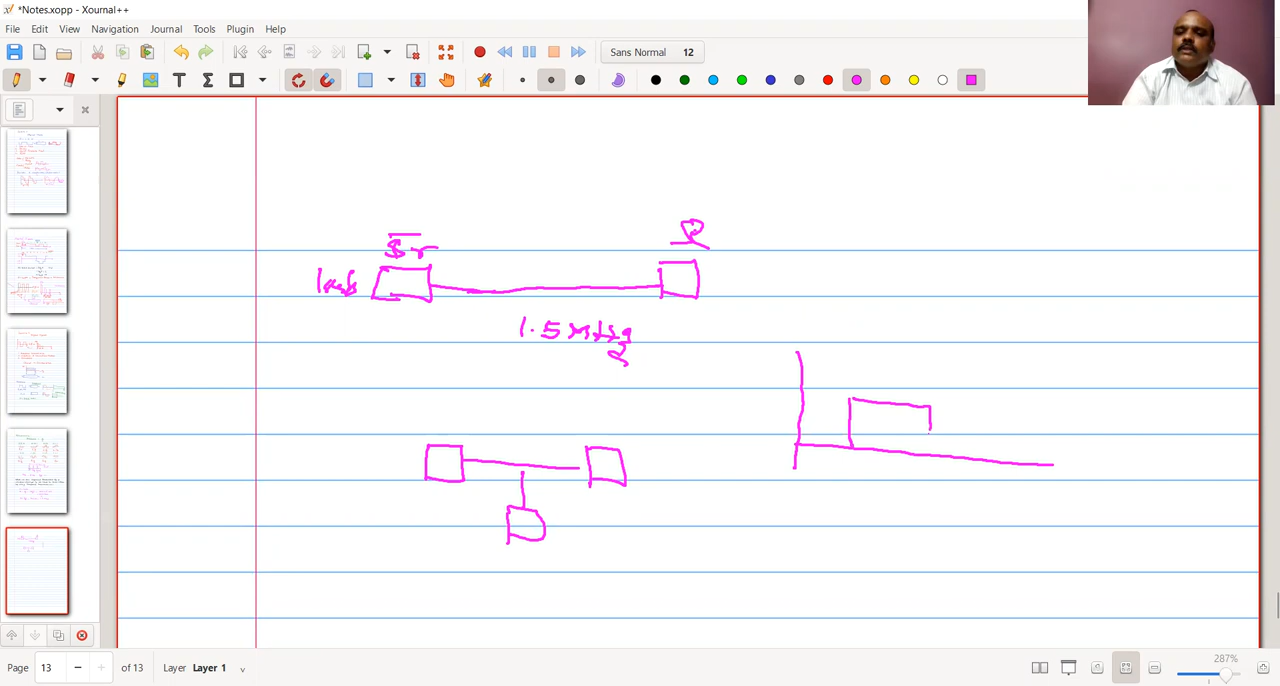 *Notes.xopp - Xournal++
File Edit View Navigation Journal Tools Plugin Help
Sans Normal 12
1.5
Page 13 of 13 Layer Layer 1
287%